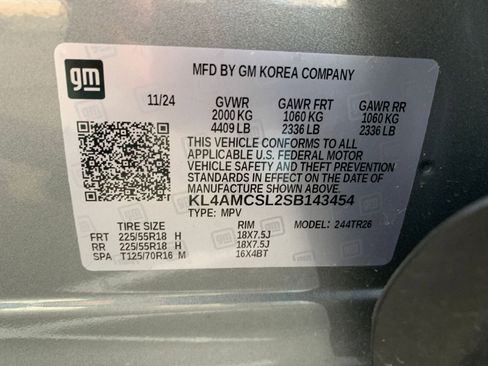 gm
MFD BY GM KOREA COMPANY
11/24 GVWR GAWR FRT GAWR RR
2000 KG 1060 KG 1060 KG
4409 LB 2336 LB 2336 LB
THIS VEHICLE CONFORMS TO ALL
APPLICABLE U.S. FEDERAL MOTOR
VEHICLE SAFETY AND THEFT PREVENTION
STANDARDS IN EFFECT ON THE DATE OF
MANUFACTURE SHOWN ABOVE.
KL4AMCSL2SB143454
TYPE: MPV MODEL: 244TR26
TIRE SIZE RIM
FRT 225/55R18 H 18X7.5J
RR 225/55R18 H 18X7.5J
SPA T125/70R16 M 16X4BT